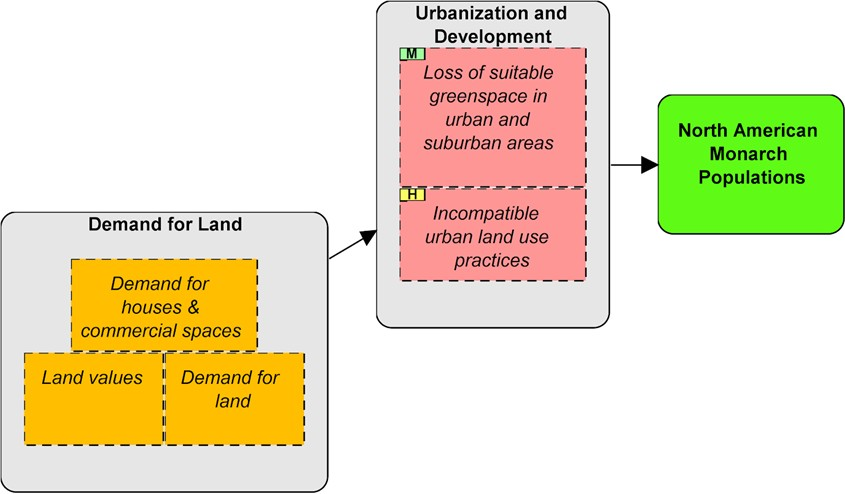 Urbanization and
Development
M
Loss of suitable
greenspace in
urban and
suburban areas
H
Incompatible
urban land use
practices
North American
Monarch
Populations
Demand for Land
Demand for
houses &
commercial spaces
Land values
Demand for
land